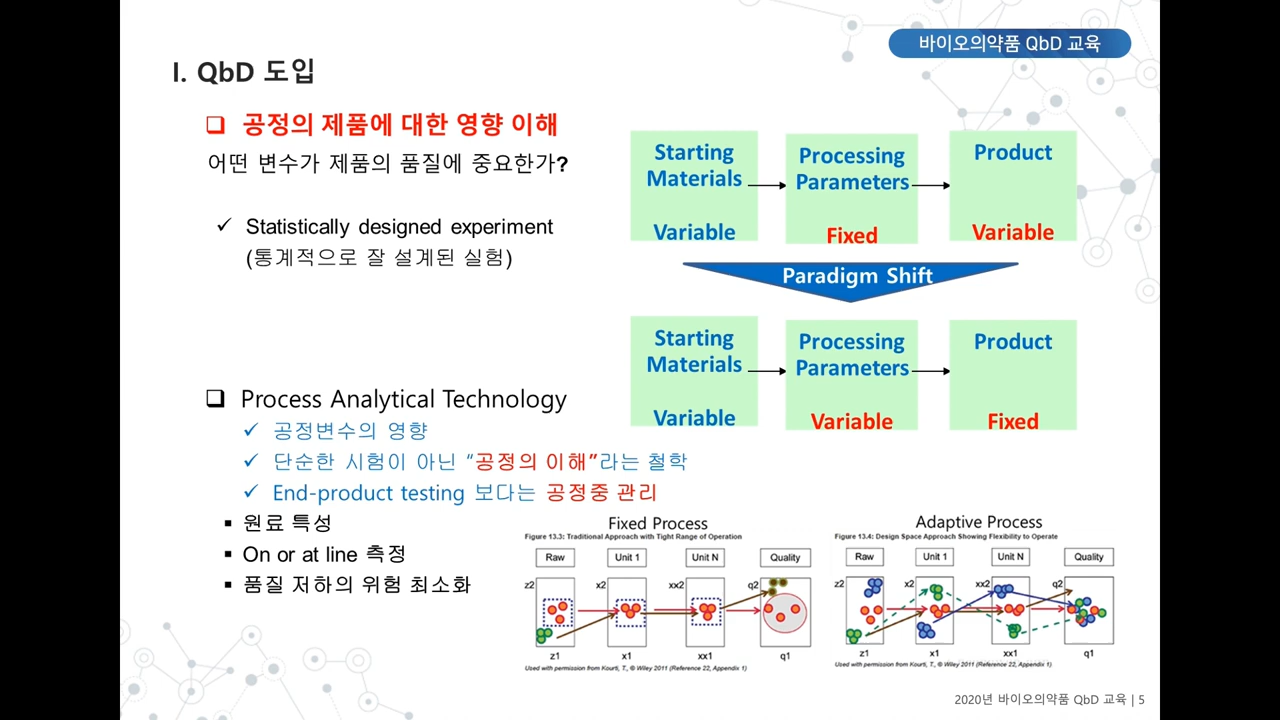 바이오의약품 QbD 교육
I. QbD 도입
공정의 제품에 대한 영향 이해
어떤 변수가 제품의 품질에 중요한가?
Statistically designed experiment
(통계적으로 잘 설계된 실험)
Starting
Materials
Variable
Processing
Parameters
Fixed
Product
Variable
Paradigm Shift
Starting
Materials
Variable
Processing
Parameters
Variable
Product
Fixed
Process Analytical Technology
공정변수의 영향
단순한 시험이 아닌 “공정의 이해”라는 철학
End-product testing 보다는 공정중 관리
원료 특성
On or at line 측정
품질 저하의 위험 최소화
Fixed Process
Figure 13.3: Traditional Approach with Tight Range of Operation
Raw
Unit 1
Unit N
Quality
z2
x2
xx2
q2
z1
x1
xx1
q1
Used with permission from Kourti, T., © Wiley 2011 (Reference 22, Appendix 1)
Adaptive Process
Figure 13.4: Design Space Approach Showing Flexibility to Operate
Raw
Unit 1
Unit N
Quality
z2
x2
xx2
q2
z1
x1
xx1
q1
Used with permission from Kourti, T., © Wiley 2011 (Reference 22, Appendix 1)
2020년 바이오의약품 QbD 교육 | 5